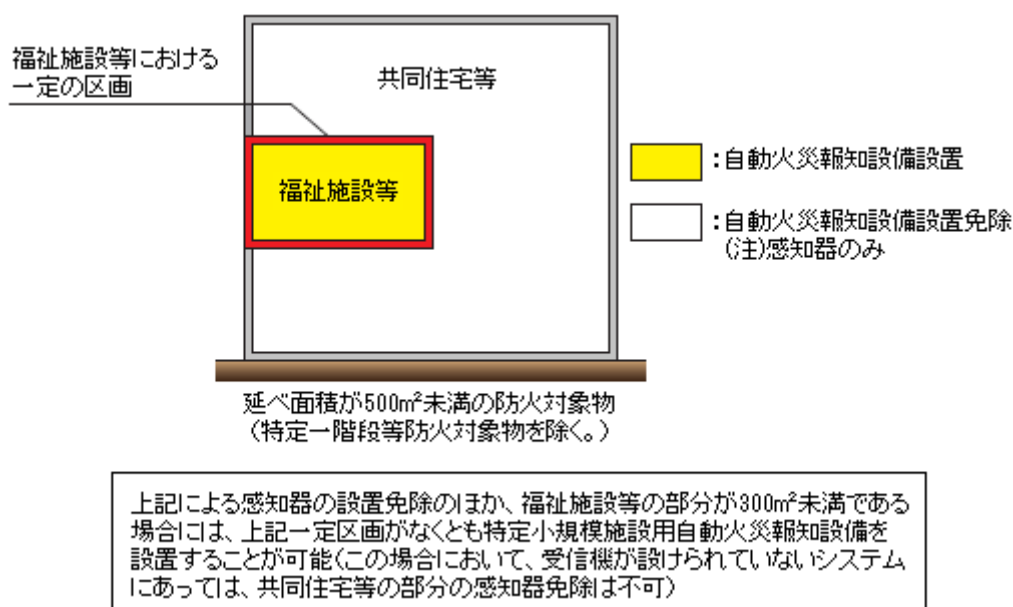 福祉施設等における
一定の区画
共同住宅等
福祉施設等
：自動火災報知設備設置
：自動火災報知設備設置免除
(注)感知器のみ
延べ面積が500㎡未満の防火対象物
（特定一階段等防火対象物を除く。）
上記による感知器の設置免除のほか、福祉施設等の部分が300㎡未満である
場合には、上記一定区画がなくとも特定小規模施設用自動火災報知設備を
設置することが可能(この場合において、受信機が設けられていないシステム
にあっては、共同住宅等の部分の感知器免除は不可)